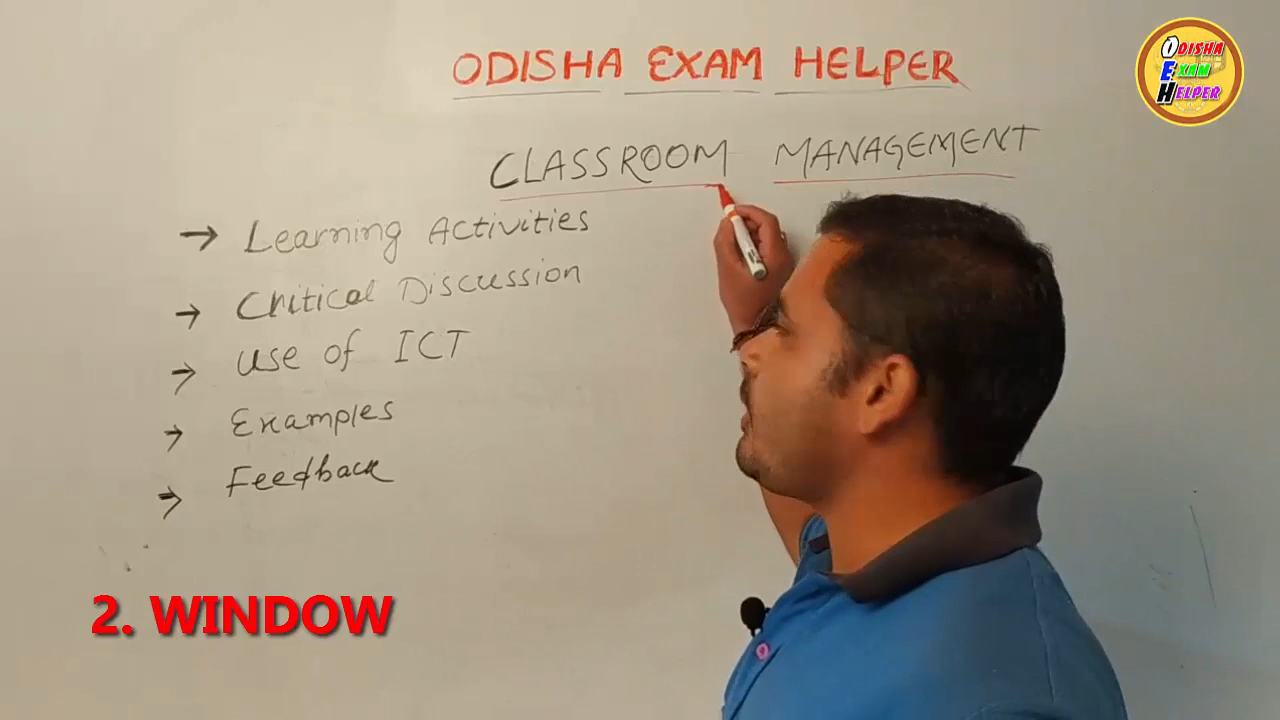 ODISHA EXAM HELPER
ODISHA
EXAM
HELPER
CLASSROOM MANAGEMENT
→ Learning Activities
→ Critical Discussion
→ Use of ICT
→ Examples
→ Feedback
2. WINDOW